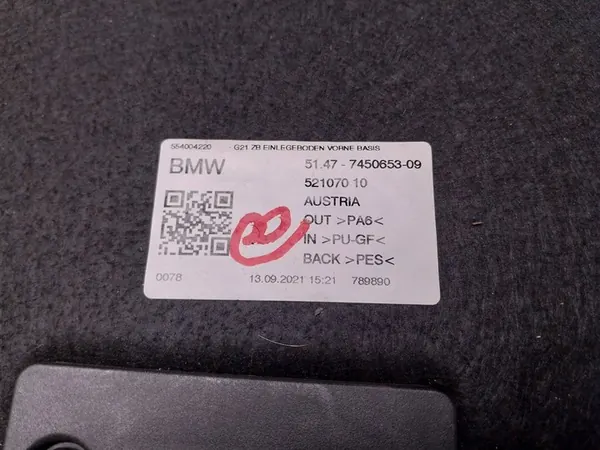 554004220 G21 ZB EINLEGEBODEN VORNE BASIS
BMW 51.47 - 7450653-09
521070 10
AUSTRIA
OUT >PA6<
IN >PU-GF<
BACK >PES<
0078 13.09.2021 15:21 789890